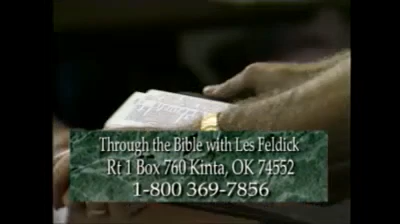 Through the Bible with Les Feldick
Rt 1 Box 760 Kinta, OK 74552
1-800 369-7856